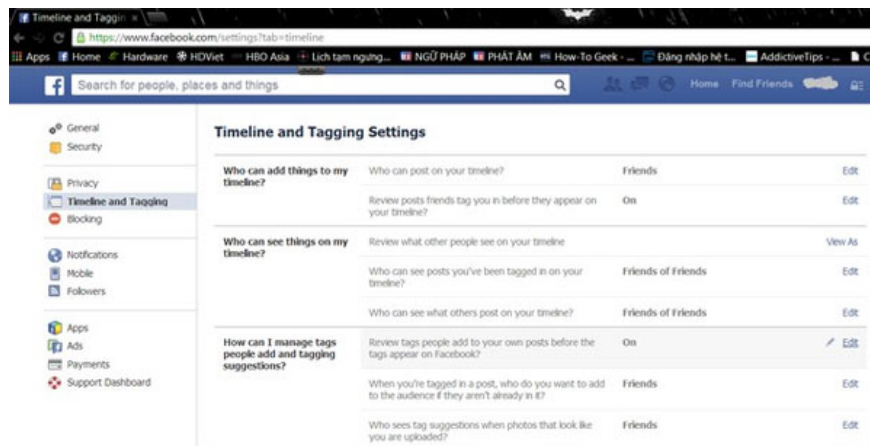 Timeline and Taggin
https://www.facebook.com/settings?tab=timeline
Apps Home Hardware HDViet HBO Asia Lịch tạm ngưng... NGỮ PHÁP PHÁT ÂM How-To Geek - ... Đăng nhập hệ t... AddictiveTips - ...
Search for people, places and things Home Find Friends
General
Security
Privacy
Timeline and Tagging
Blocking
Notifications
Mobile
Followers
Apps
Ads
Payments
Support Dashboard
Timeline and Tagging Settings
Who can add things to my
timeline?
Who can post on your timeline? Friends Edit
Review posts friends tag you in before they appear on
your timeline? On Edit
Who can see things on my
timeline?
Review what other people see on your timeline View As
Who can see posts you've been tagged in on your
timeline? Friends of Friends Edit
Who can see what others post on your timeline? Friends of Friends Edit
How can I manage tags
people add and tagging
suggestions?
Review tags people add to your own posts before the
tags appear on Facebook? On Edit
When you're tagged in a post, who do you want to add
to the audience if they aren't already in it? Friends Edit
Who sees tag suggestions when photos that look like
you are uploaded? Friends Edit